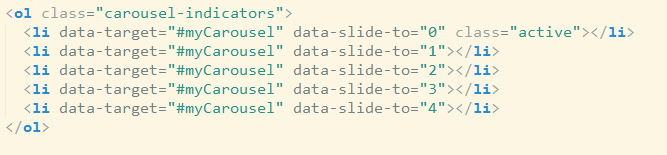 <ol class="carousel-indicators">
  <li data-target="#myCarousel" data-slide-to="0" class="active"></li>
  <li data-target="#myCarousel" data-slide-to="1"></li>
  <li data-target="#myCarousel" data-slide-to="2"></li>
  <li data-target="#myCarousel" data-slide-to="3"></li>
  <li data-target="#myCarousel" data-slide-to="4"></li>
</ol>